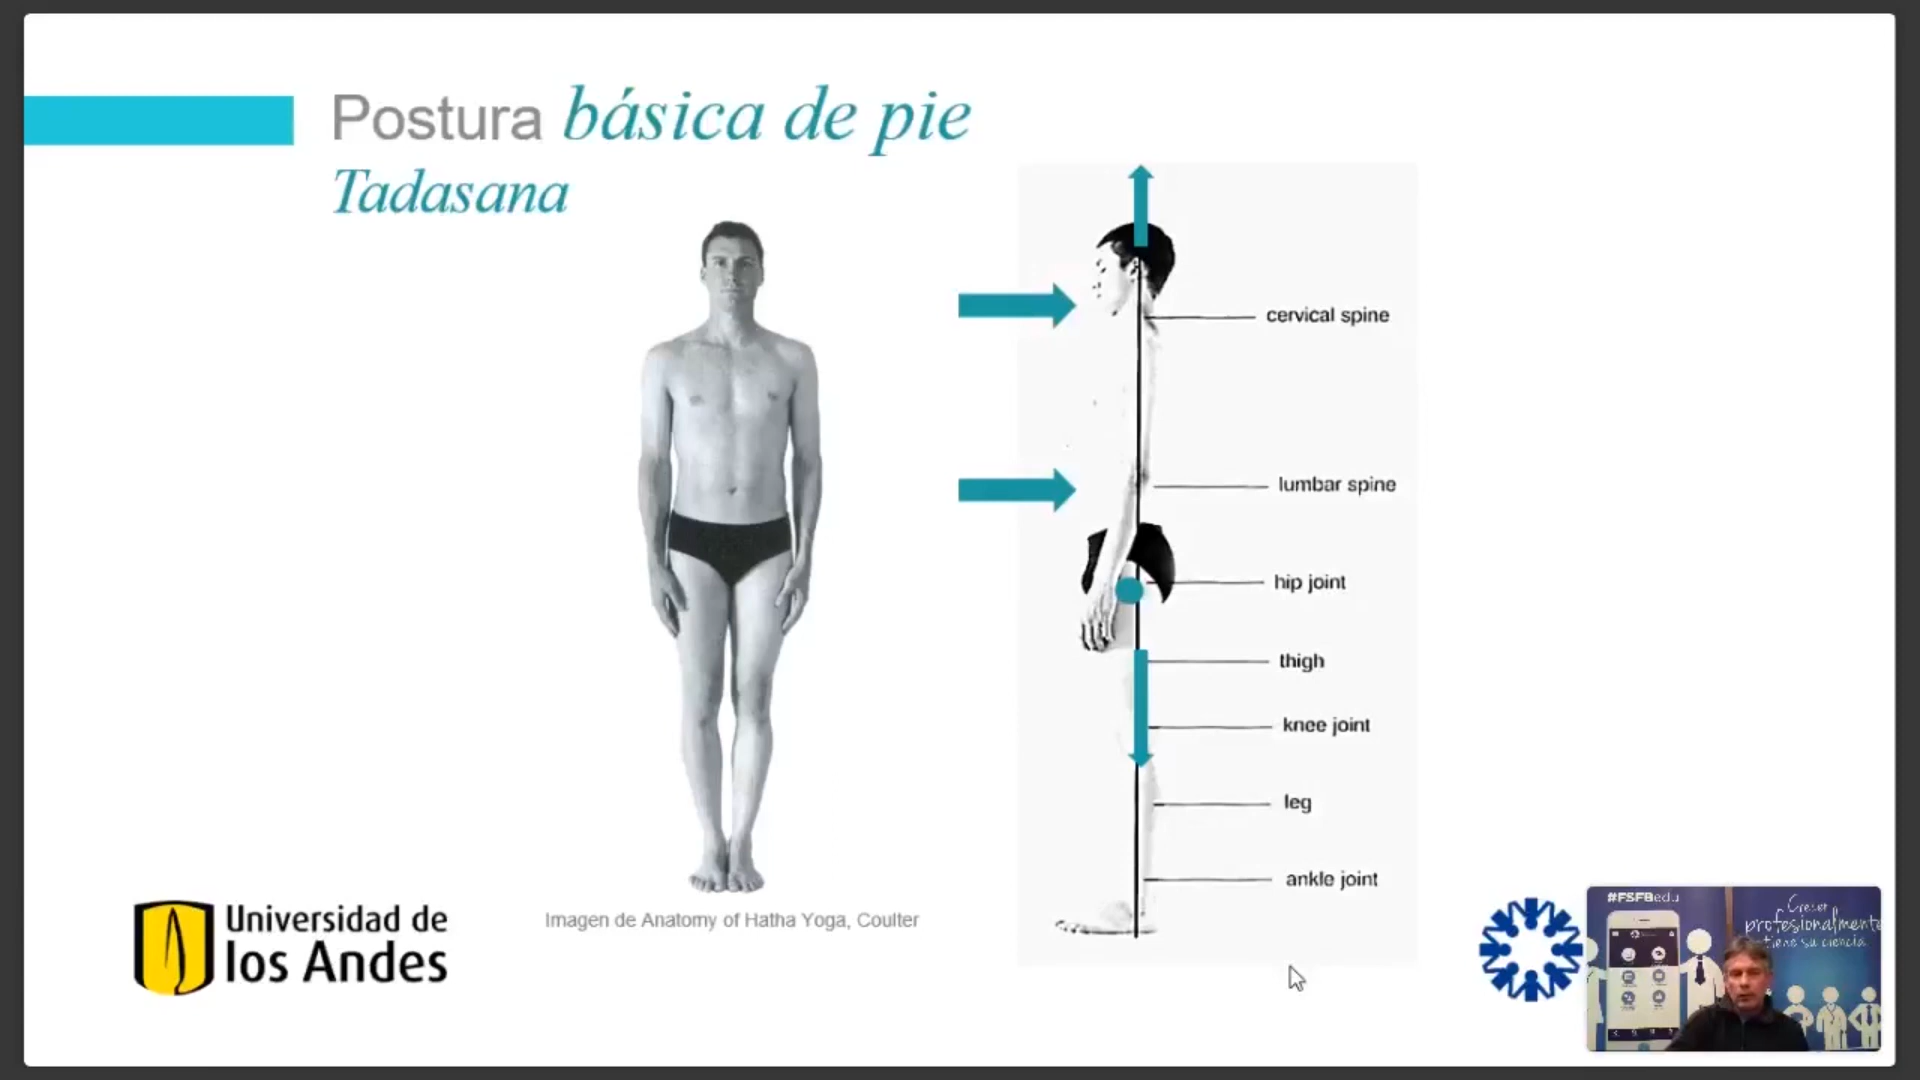 Postura básica de pie
Tadasana
cervical spine
lumbar spine
hip joint
thigh
knee joint
leg
ankle joint
Imagen de Anatomy of Hatha Yoga, Coulter
Universidad de
los Andes
#FSFBedu
Crecer
profesionalmente
tiene su ciencia